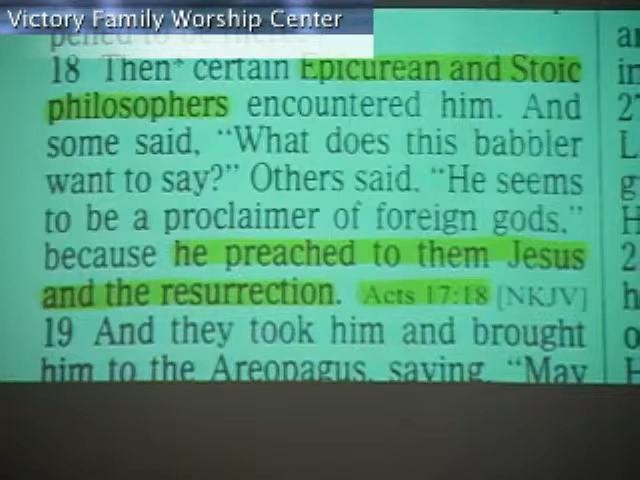 Victory Family Worship Center
18 Then* certain Epicurean and Stoic
philosophers encountered him. And
some said, “What does this babbler
want to say?” Others said, “He seems
to be a proclaimer of foreign gods,”
because he preached to them Jesus
and the resurrection. Acts 17:18 [NKJV]
19 And they took him and brought
him to the Areopagus, saying, “May